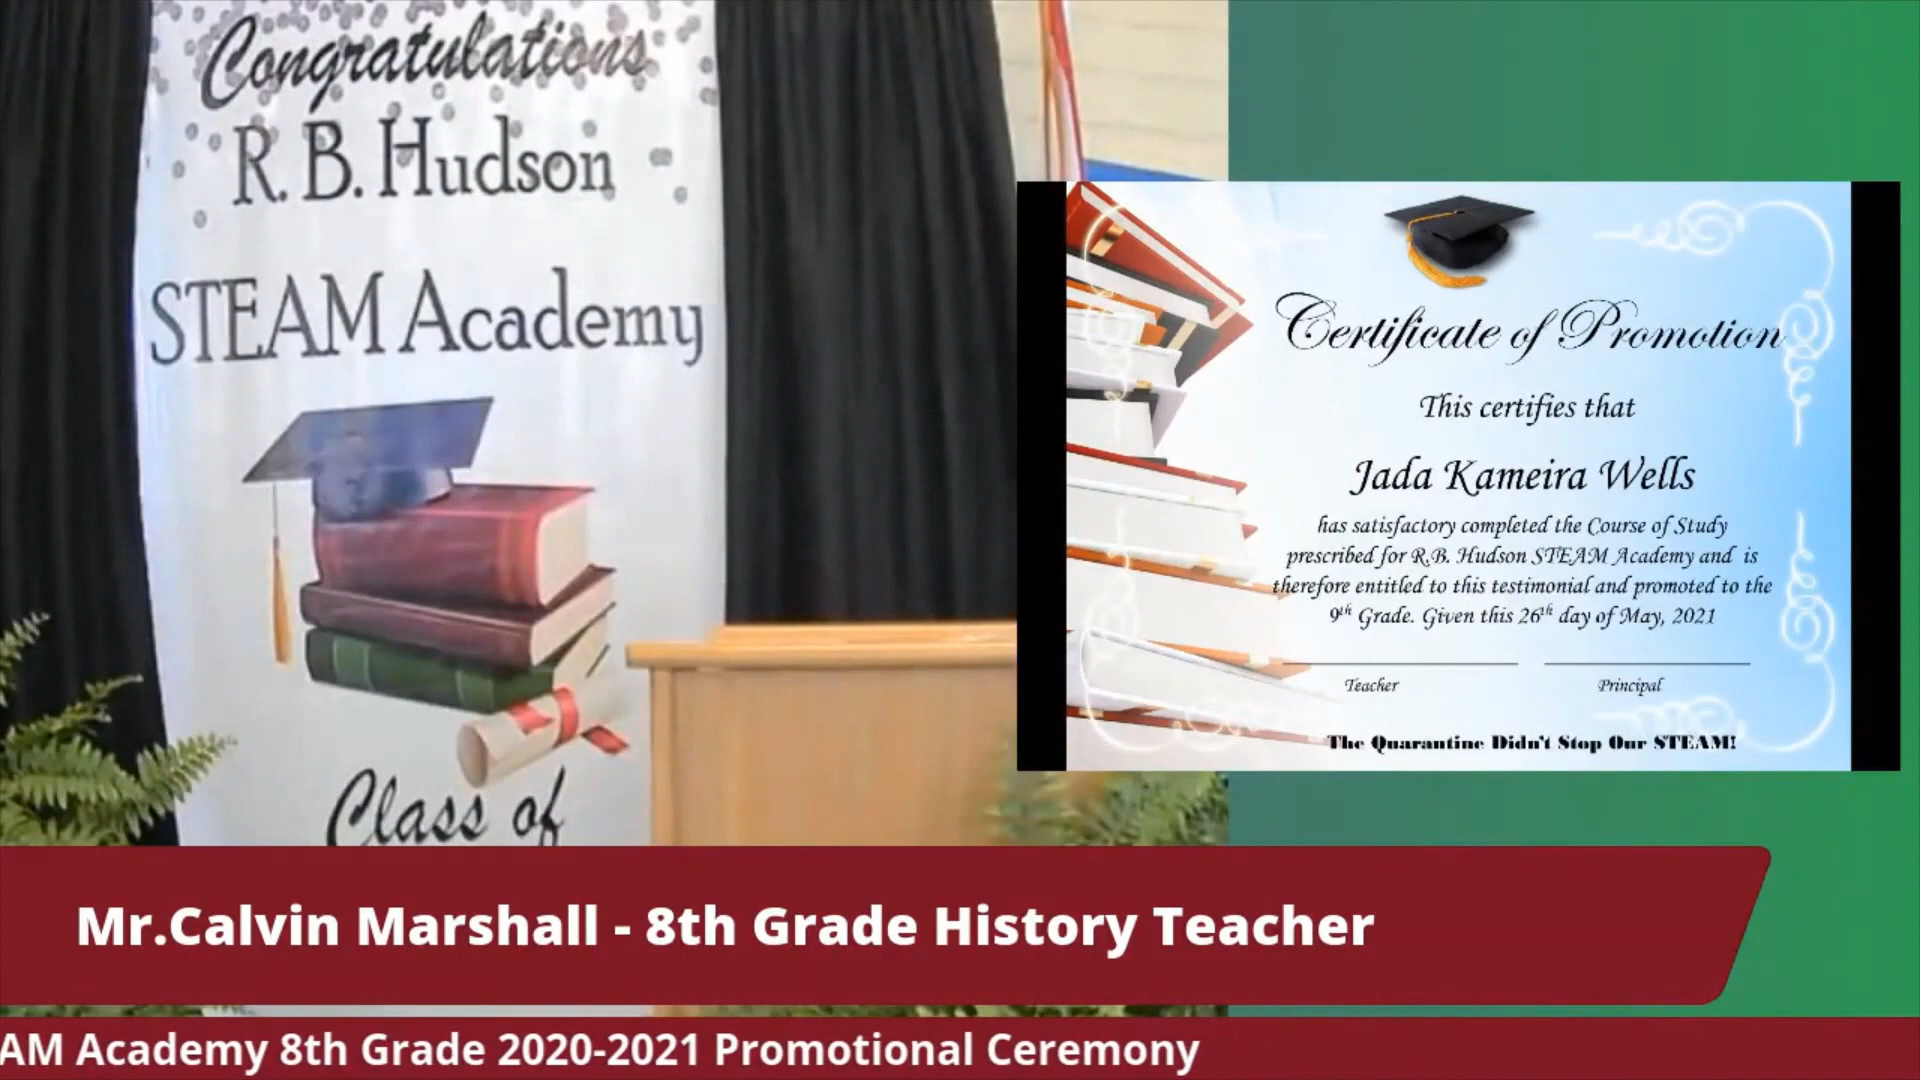 Congratulations
R. B. Hudson
STEAM Academy
Class of
Certificate of Promotion
This certifies that
Jada Kameira Wells
has satisfactory completed the Course of Study
prescribed for R.B. Hudson STEAM Academy and is
therefore entitled to this testimonial and promoted to the
9th Grade. Given this 26th day of May, 2021
Teacher Principal
The Quarantine Didn't Stop Our STEAM!
Mr.Calvin Marshall - 8th Grade History Teacher
AM Academy 8th Grade 2020-2021 Promotional Ceremony